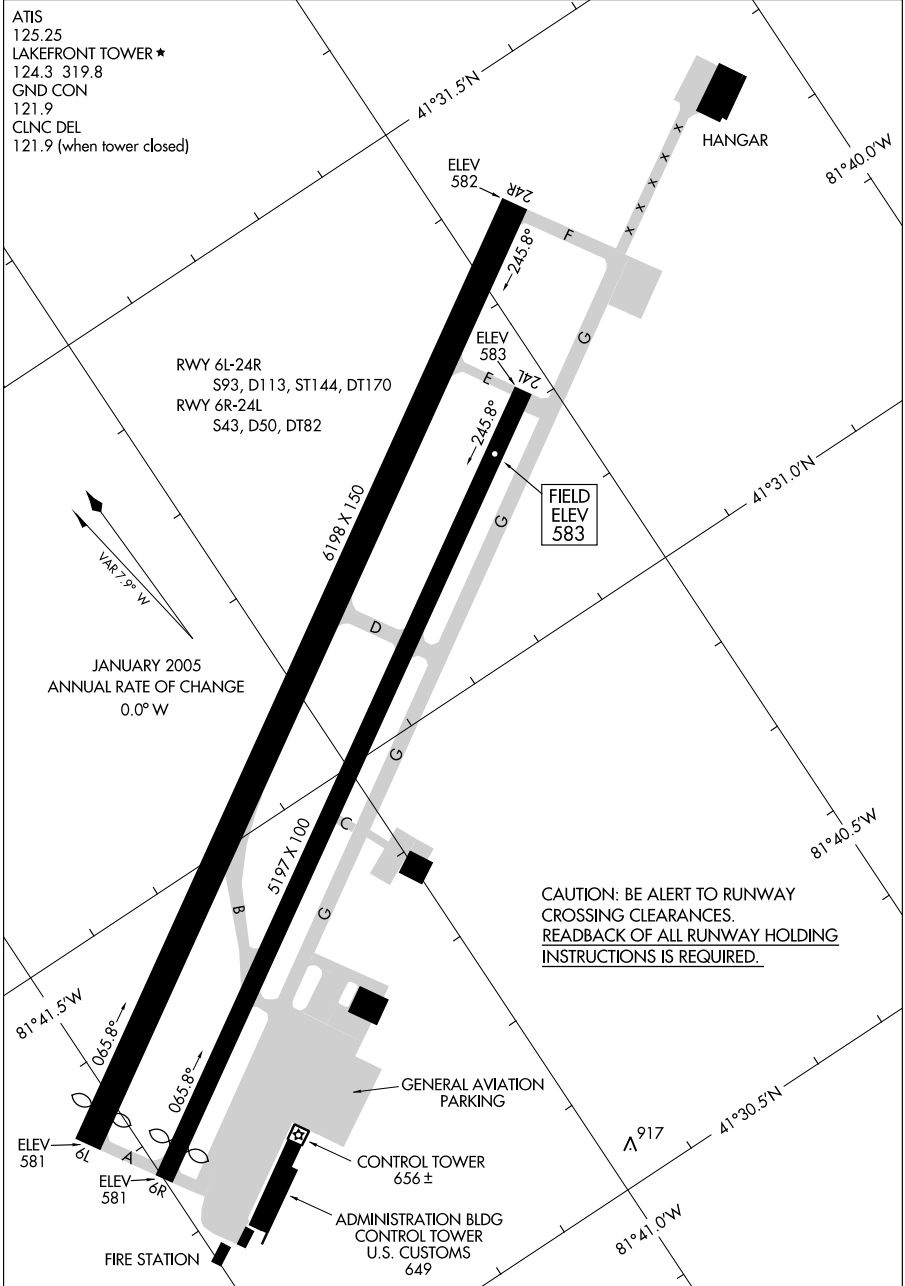 ATIS
125.25
LAKEFRONT TOWER ★
124.3 319.8
GND CON
121.9
CLNC DEL
121.9 (when tower closed)
41°31.5'N
HANGAR
81°40.0'W
ELEV
582
24R
245.8°
F
G
RWY 6L-24R
S93, D113, ST144, DT170
RWY 6R-24L
S43, D50, DT82
ELEV
583
24L
E
245.8°
6198 X 150
FIELD
ELEV
583
G
41°31.0'N
VAR 7.9° W
JANUARY 2005
ANNUAL RATE OF CHANGE
0.0° W
D
G
5197 X 100
C
81°40.5'W
B
G
CAUTION: BE ALERT TO RUNWAY
CROSSING CLEARANCES.
READBACK OF ALL RUNWAY HOLDING
INSTRUCTIONS IS REQUIRED.
81°41.5'W
065.8°
065.8°
GENERAL AVIATION
PARKING
ELEV
581
6L
A
ELEV
581
6R
CONTROL TOWER
656 ±
917
41°30.5'N
ADMINISTRATION BLDG
CONTROL TOWER
U.S. CUSTOMS
649
FIRE STATION
81°41.0'W